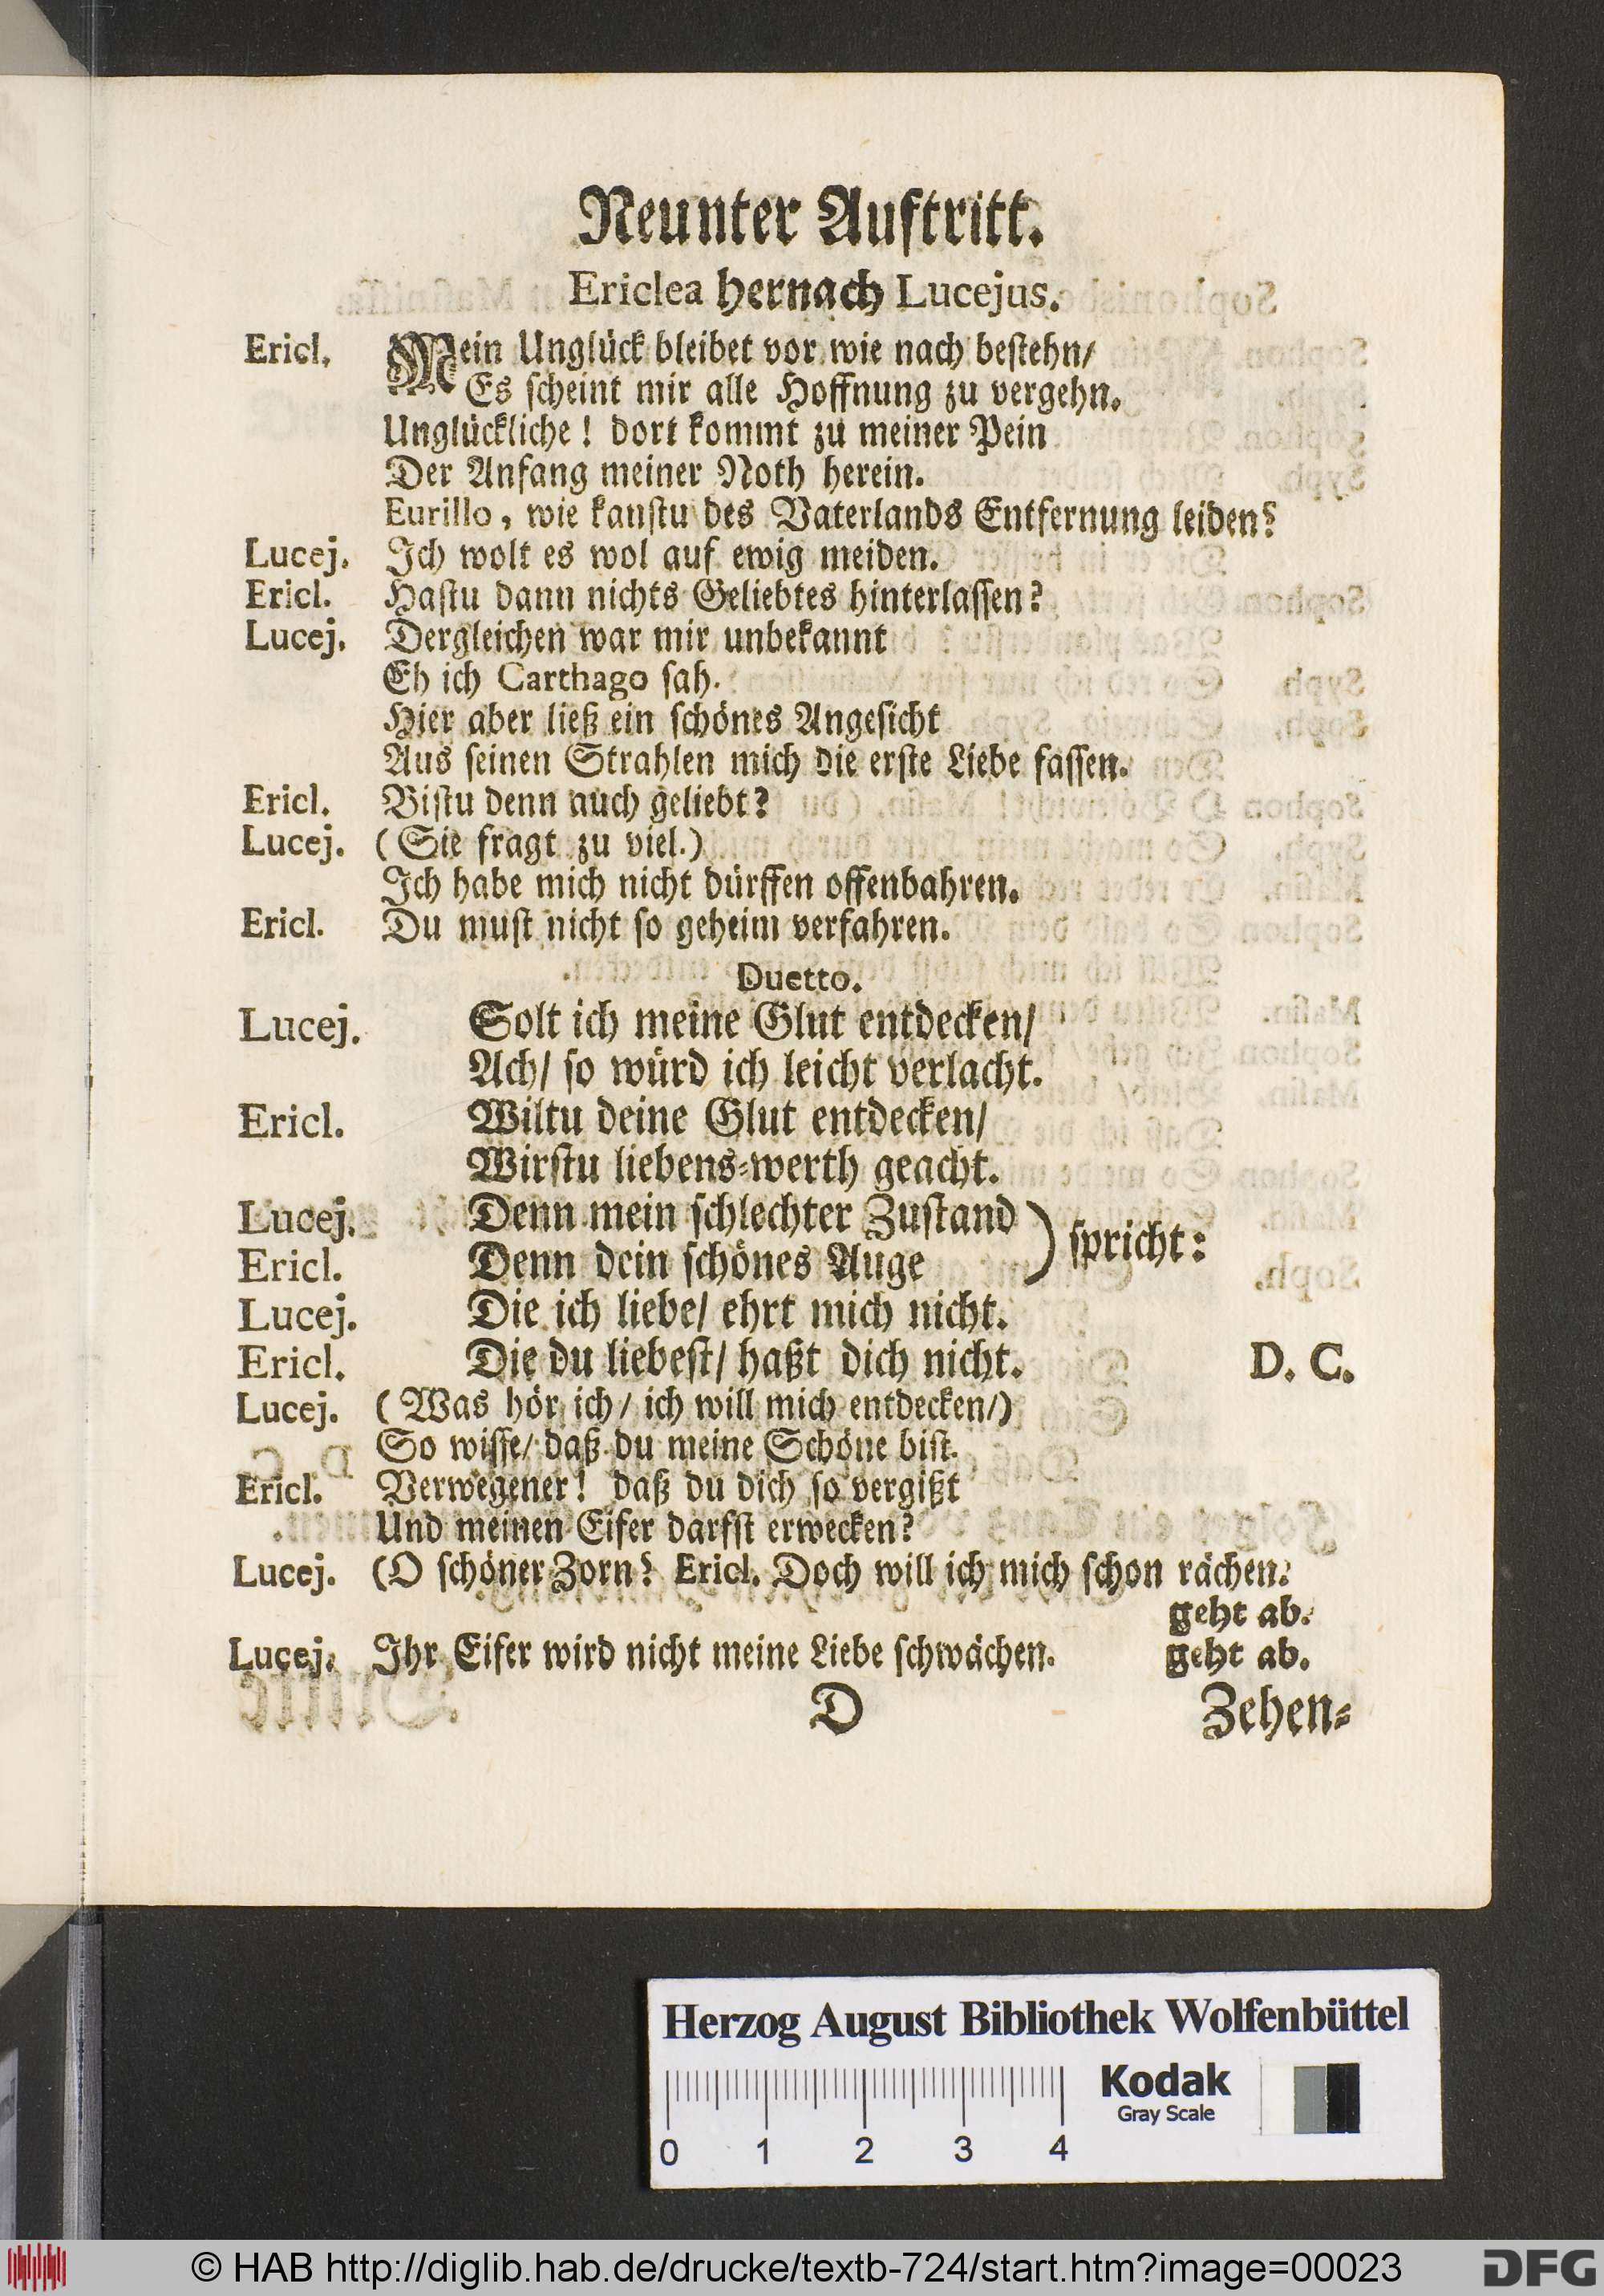 Neunter Auftritt.
Ericlea hernach Lucejus.
Ericl. Mein Unglück bleibet vor wie nach bestehn/
Es scheint mir alle Hoffnung zu vergehn.
Unglückliche! dort kommt zu meiner Pein
Der Anfang meiner Noth herein.
Eurillo, wie kanstu des Vaterlands Entfernung leiden?
Lucej. Ich wolt es wol auf ewig meiden.
Ericl. Hastu dann nichts Geliebtes hinterlassen?
Lucej. Dergleichen war mir unbekannt
Eh ich Carthago sah.
Hier aber ließ ein schönes Angesicht
Aus seinen Strahlen mich die erste Liebe fassen.
Ericl. Bistu denn auch geliebt?
Lucej. (Sie fragt zu viel.)
Ich habe mich nicht dürffen offenbahren.
Ericl. Du must nicht so geheim verfahren.
Duetto.
Lucej. Solt ich meine Glut entdecken/
Ach/ so würd ich leicht verlacht.
Ericl. Wiltu deine Glut entdecken/
Wirstu liebens=werth geacht.
Lucej. Denn mein schlechter Zustand
Ericl. Denn dein schönes Auge ) spricht:
Lucej. Die ich liebe/ ehrt mich nicht.
Ericl. Die du liebest/ haßt dich nicht. D. C.
Lucej. (Was hör ich/ ich will mich entdecken/)
So wisse/ daß du meine Schöne bist.
Ericl. Verwegener! daß du dich so vergißt
Und meinen Eifer darfst erwecken?
Lucej. (O schöner Zorn? Ericl. Doch will ich mich schon rächen.
geht ab.
Lucej. Ihr Eifer wird nicht meine Liebe schwächen. geht ab.
D Zehen=
Herzog August Bibliothek Wolfenbüttel
Kodak
Gray Scale
0 1 2 3 4
© HAB http://diglib.hab.de/drucke/textb-724/start.htm?image=00023
DFG